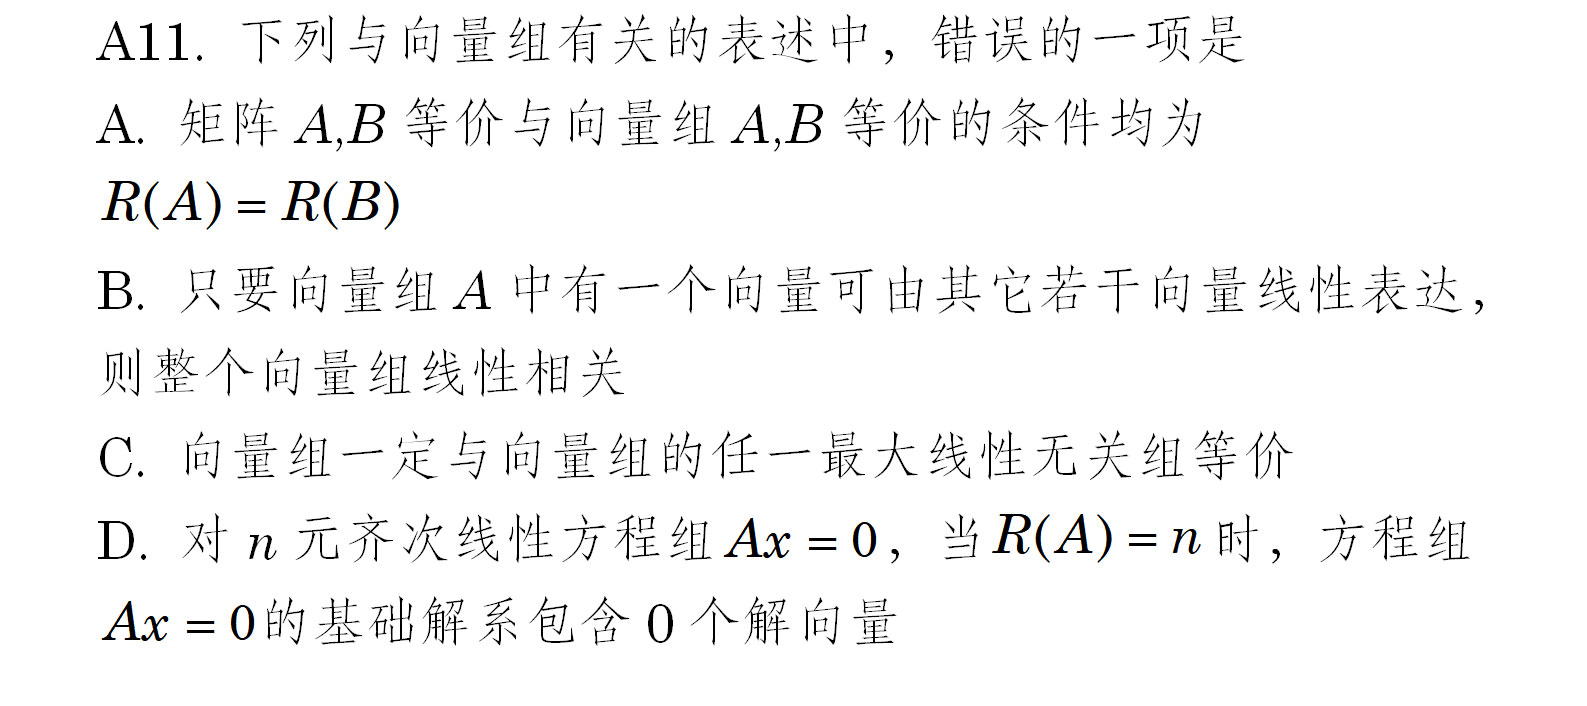 A11. 下列与向量组有关的表述中，错误的一项是
A. 矩阵 A,B 等价与向量组 A,B 等价的条件均为
R(A) = R(B)
B. 只要向量组 A 中有一个向量可由其它若干向量线性表达，
则整个向量组线性相关
C. 向量组一定与向量组的任一最大线性无关组等价
D. 对 n 元齐次线性方程组 Ax = 0，当 R(A) = n 时，方程组
Ax = 0的基础解系包含 0 个解向量